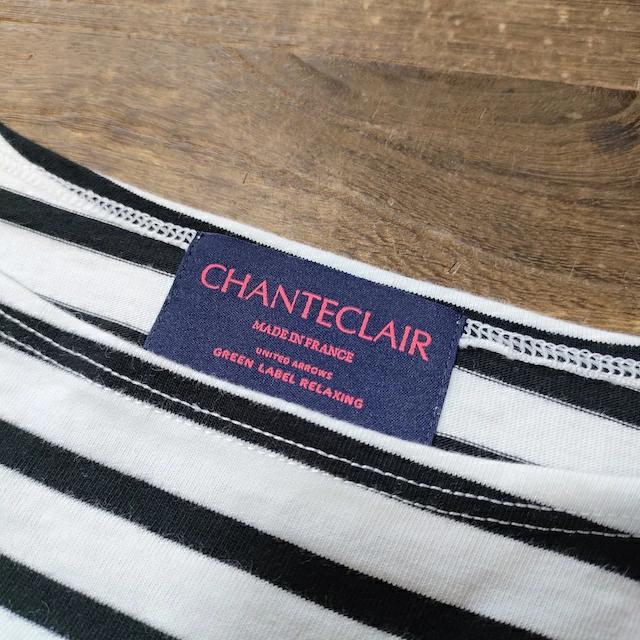 CHANTECLAIR
MADE IN FRANCE
UNITED ARROWS
GREEN LABEL RELAXING